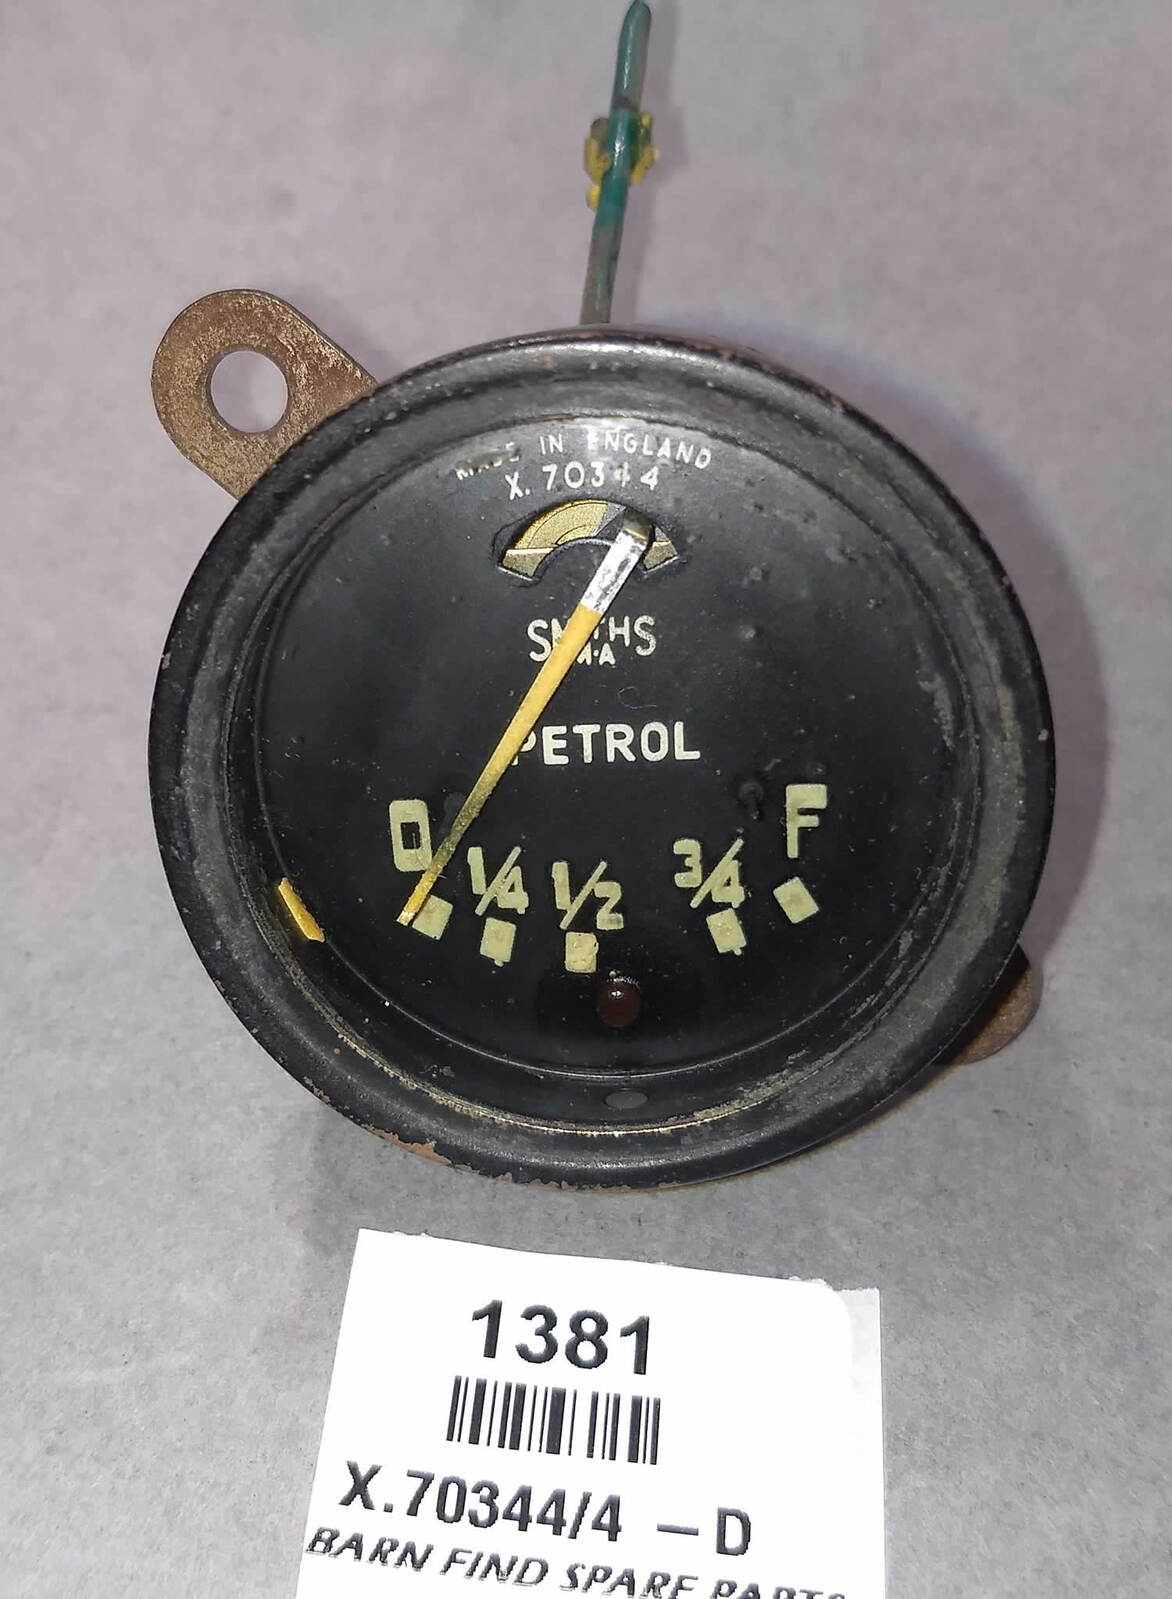 MADE IN ENGLAND
X. 70344
SMITHS
M·A
PETROL
0
1/4
1/2
3/4
F
1381
X.70344/4 – D
BARN FIND SPARE PARTS